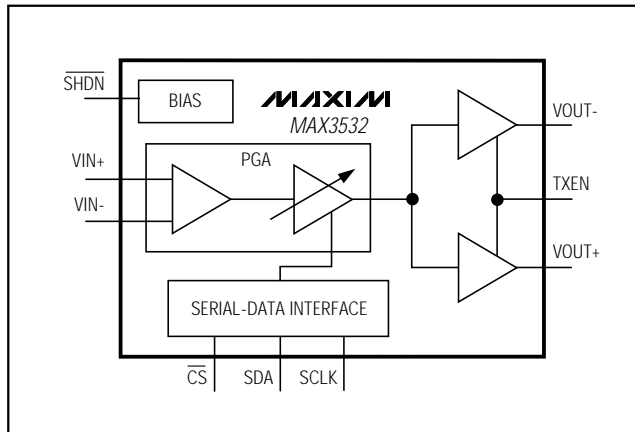 SHDN
BIAS
MAXIM
MAX3532
VOUT-
VIN+
PGA
TXEN
VIN-
VOUT+
SERIAL-DATA INTERFACE
CS
SDA
SCLK